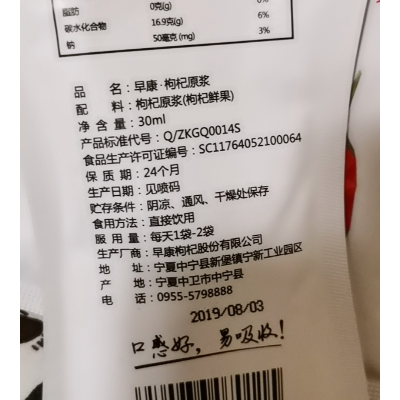 脂肪 0克(g) 0%
碳水化合物 16.9克(g) 6%
钠 50毫克(mg) 3%
品 名：早康·枸杞原浆
配 料：枸杞原浆(枸杞鲜果)
净 含 量：30ml
产品标准代号：Q/ZKGQ0014S
食品生产许可证编号：SC11764052100064
保 质 期：24个月
生产日期：见喷码
贮存条件：阴凉、通风、干燥处保存
食用方法：直接饮用
服 用 量：每天1袋-2袋
生产厂商：早康枸杞股份有限公司
地 址：宁夏中宁县新堡镇宁新工业园区
产 地：宁夏中卫市中宁县
电 话：0955-5798888
2019/08/03
口感好，易吸收！